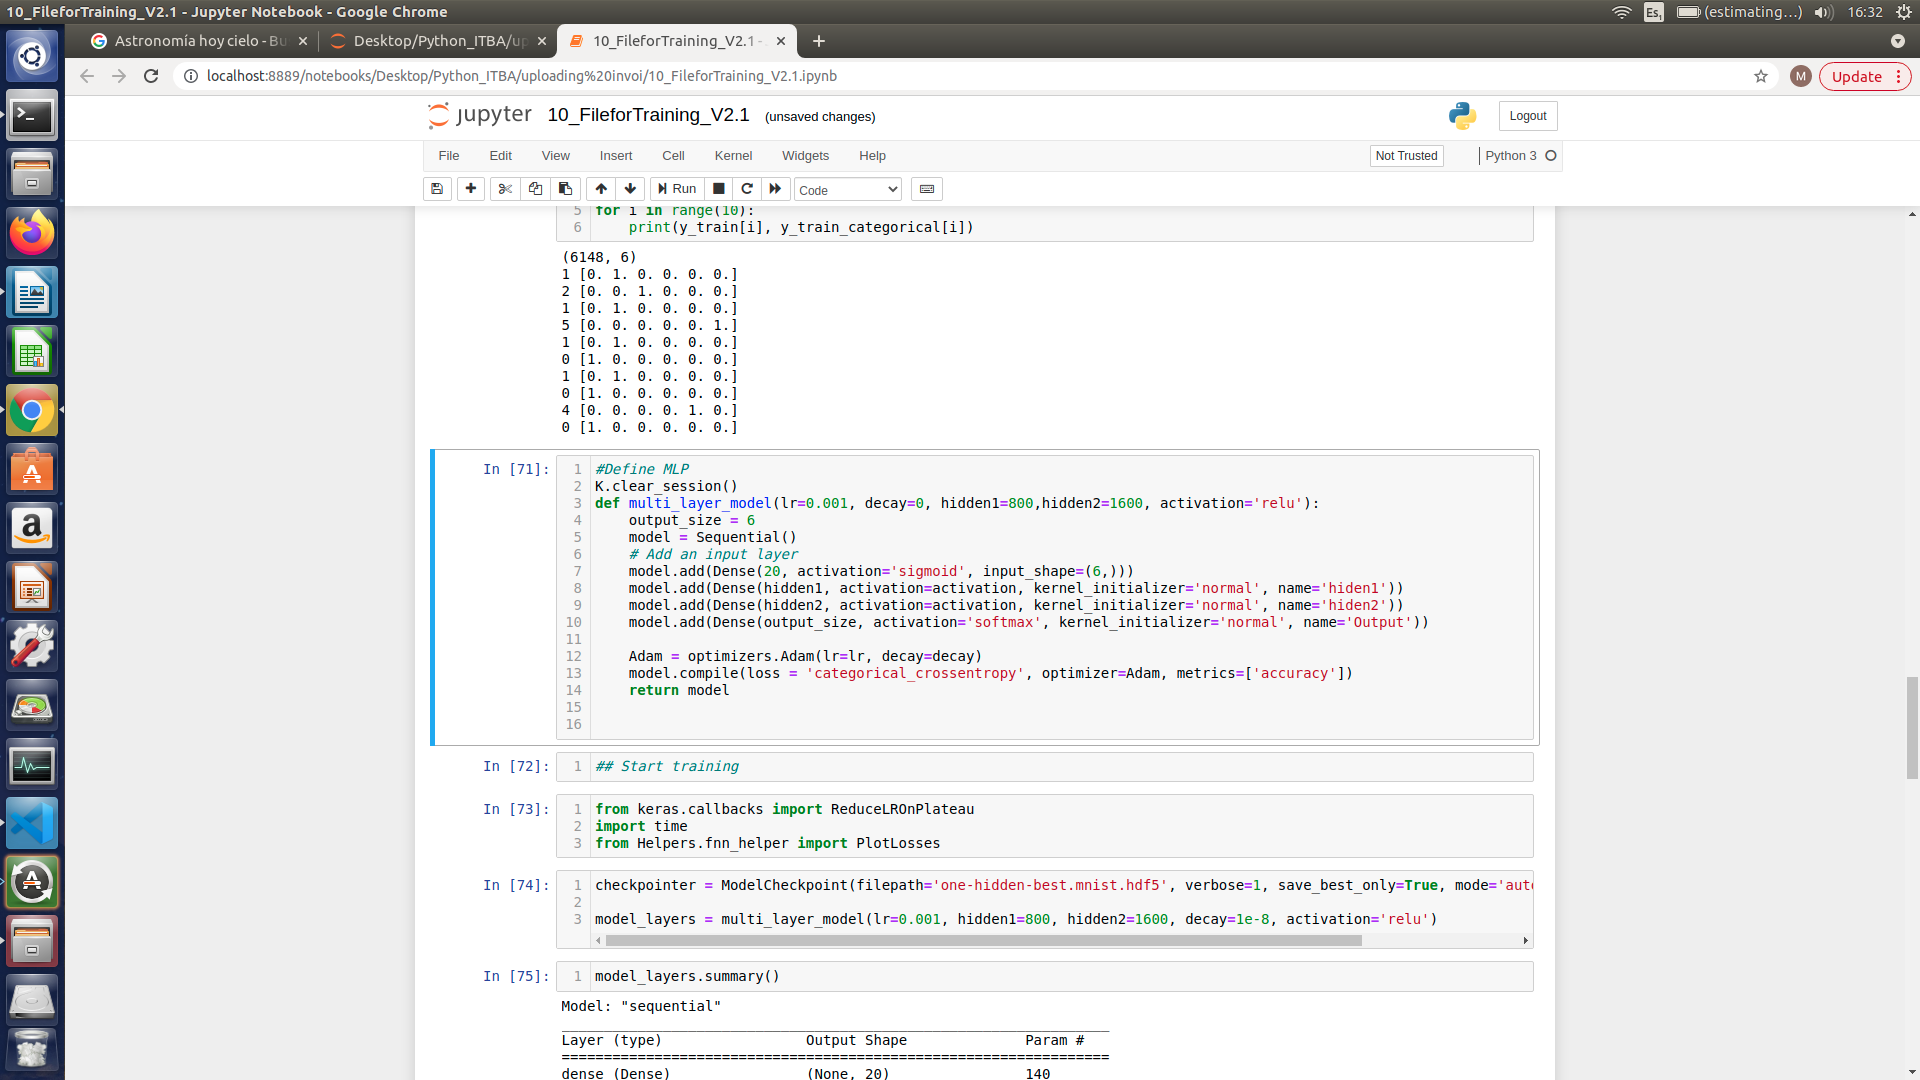 10_FileforTraining_V2.1 - Jupyter Notebook - Google Chrome
Es1 (estimating…) 16:32
Astronomía hoy cielo - Bu
Desktop/Python_ITBA/up
10_FileforTraining_V2.1 -
localhost:8889/notebooks/Desktop/Python_ITBA/uploading%20invoi/10_FileforTraining_V2.1.ipynb
M Update
jupyter 10_FileforTraining_V2.1 (unsaved changes) Logout
File Edit View Insert Cell Kernel Widgets Help Not Trusted Python 3
Run Code
5 for i in range(10):
6     print(y_train[i], y_train_categorical[i])
(6148, 6)
1 [0. 1. 0. 0. 0. 0.]
2 [0. 0. 1. 0. 0. 0.]
1 [0. 1. 0. 0. 0. 0.]
5 [0. 0. 0. 0. 0. 1.]
1 [0. 1. 0. 0. 0. 0.]
0 [1. 0. 0. 0. 0. 0.]
1 [0. 1. 0. 0. 0. 0.]
0 [1. 0. 0. 0. 0. 0.]
4 [0. 0. 0. 0. 1. 0.]
0 [1. 0. 0. 0. 0. 0.]
In [71]: 1 #Define MLP
2 K.clear_session()
3 def multi_layer_model(lr=0.001, decay=0, hidden1=800,hidden2=1600, activation='relu'):
4     output_size = 6
5     model = Sequential()
6     # Add an input layer
7     model.add(Dense(20, activation='sigmoid', input_shape=(6,)))
8     model.add(Dense(hidden1, activation=activation, kernel_initializer='normal', name='hiden1'))
9     model.add(Dense(hidden2, activation=activation, kernel_initializer='normal', name='hiden2'))
10     model.add(Dense(output_size, activation='softmax', kernel_initializer='normal', name='Output'))
11
12     Adam = optimizers.Adam(lr=lr, decay=decay)
13     model.compile(loss = 'categorical_crossentropy', optimizer=Adam, metrics=['accuracy'])
14     return model
15
16
In [72]: 1 ## Start training
In [73]: 1 from keras.callbacks import ReduceLROnPlateau
2 import time
3 from Helpers.fnn_helper import PlotLosses
In [74]: 1 checkpointer = ModelCheckpoint(filepath='one-hidden-best.mnist.hdf5', verbose=1, save_best_only=True, mode='aut
2
3 model_layers = multi_layer_model(lr=0.001, hidden1=800, hidden2=1600, decay=1e-8, activation='relu')
In [75]: 1 model_layers.summary()
Model: "sequential"
_________________________________________________________________
Layer (type)                 Output Shape              Param #
=================================================================
dense (Dense)                (None, 20)                140